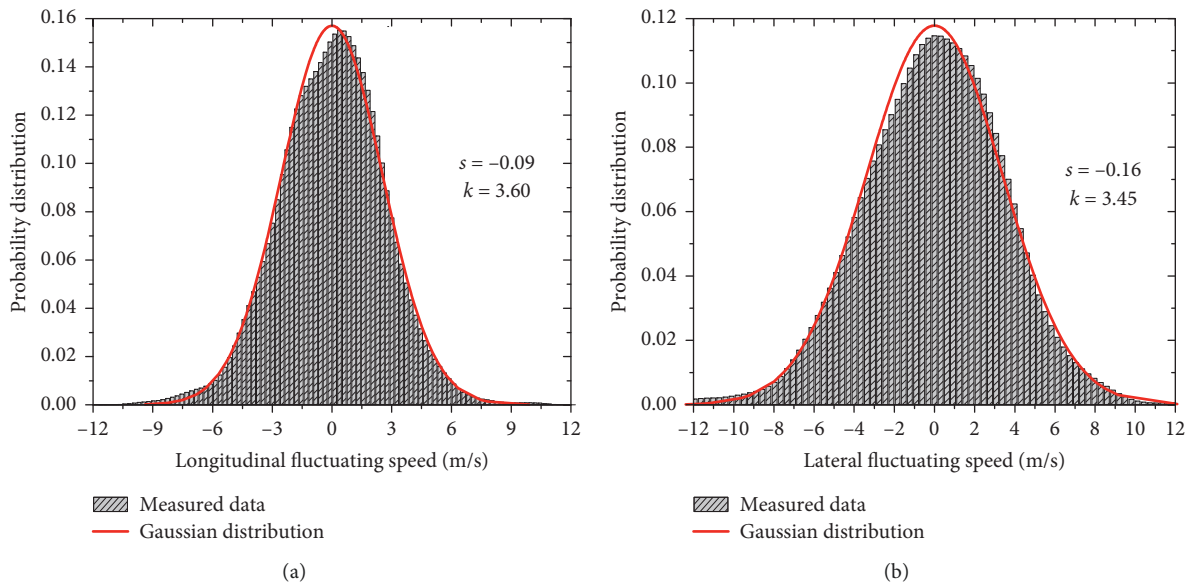 0.16
0.14
0.12
0.10
0.08
0.06
0.04
0.02
0.00
Probability distribution
s = –0.09
k = 3.60
–12 –9 –6 –3 0 3 6 9 12
Longitudinal fluctuating speed (m/s)
Measured data
Gaussian distribution
(a)
0.12
0.10
0.08
0.06
0.04
0.02
0.00
Probability distribution
s = –0.16
k = 3.45
–12 –10 –8 –6 –4 –2 0 2 4 6 8 10 12
Lateral fluctuating speed (m/s)
Measured data
Gaussian distribution
(b)